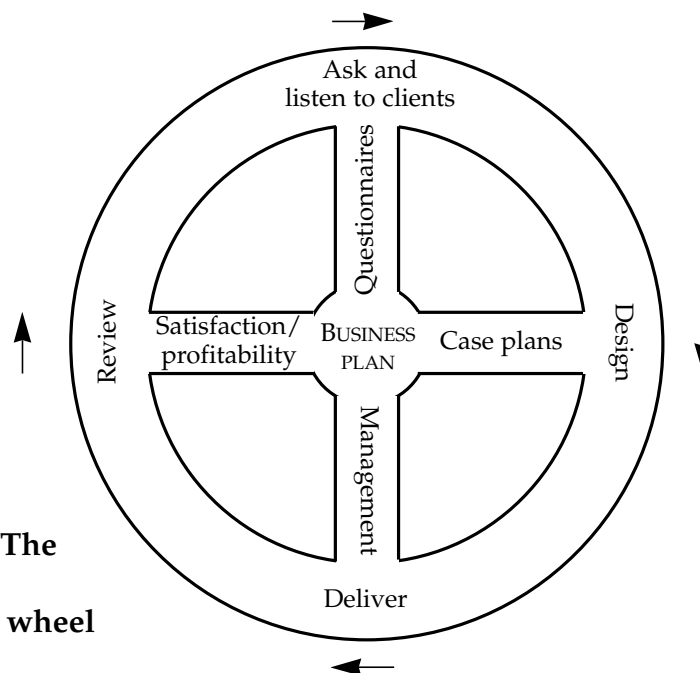 Ask and
listen to clients
Questionnaires
Review
Satisfaction/
profitability
BUSINESS
PLAN
Case plans
Design
Management
The
Deliver
wheel